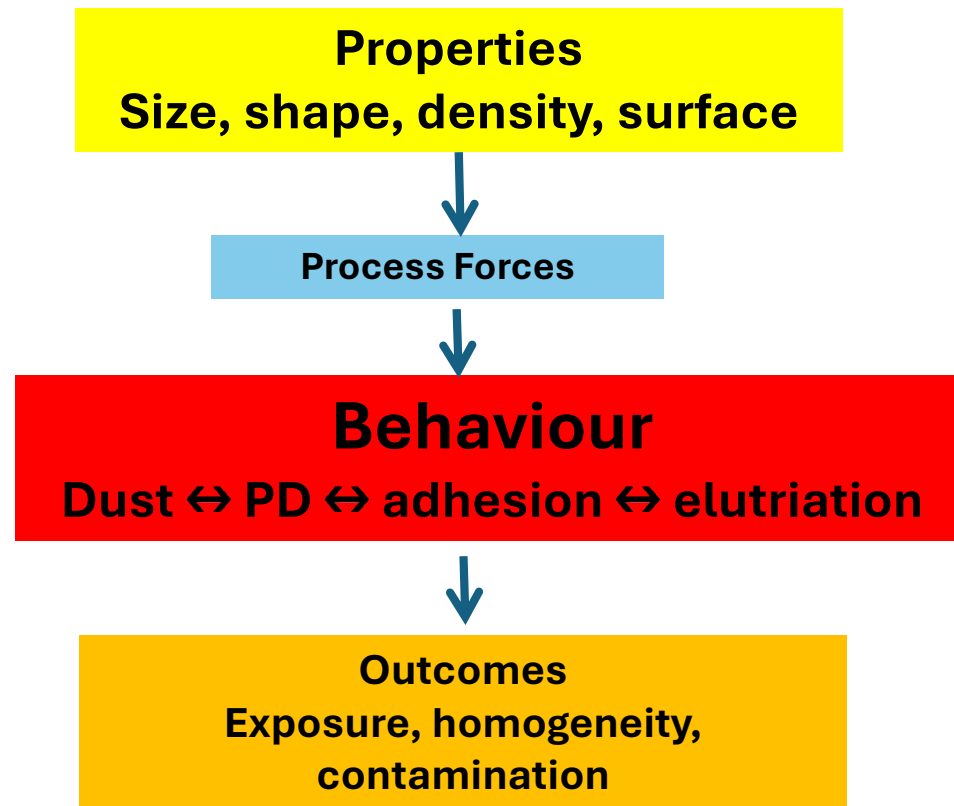 Properties
Size, shape, density, surface
Process Forces
Behaviour
Dust ↔ PD ↔ adhesion ↔ elutriation
Outcomes
Exposure, homogeneity,
contamination